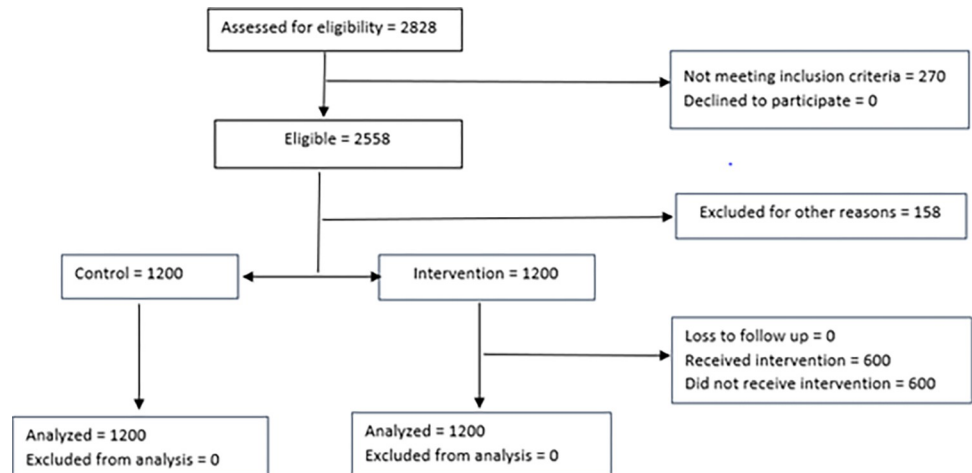 Assessed for eligibility = 2828
Not meeting inclusion criteria = 270
Declined to participate = 0
Eligible = 2558
Excluded for other reasons = 158
Control = 1200
Intervention = 1200
Loss to follow up = 0
Received intervention = 600
Did not receive intervention = 600
Analyzed = 1200
Excluded from analysis = 0
Analyzed = 1200
Excluded from analysis = 0